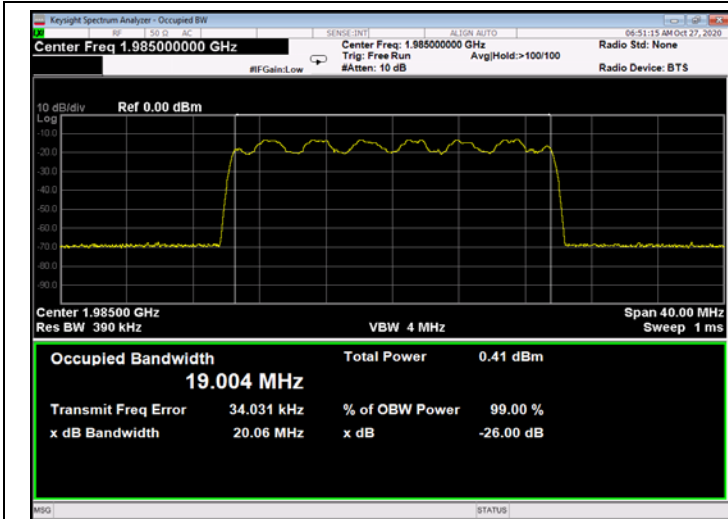 Keysight Spectrum Analyzer - Occupied BW
RF 50 Ω AC SENSE:INT ALIGN AUTO 06:51:15 AM Oct 27, 2020
Center Freq 1.985000000 GHz Center Freq: 1.985000000 GHz Radio Std: None
Trig: Free Run Avg|Hold:>100/100
#IFGain:Low #Atten: 10 dB Radio Device: BTS
10 dB/div Ref 0.00 dBm
Log
-10.0
-20.0
-30.0
-40.0
-50.0
-60.0
-70.0
-80.0
-90.0
Center 1.98500 GHz Span 40.00 MHz
Res BW 390 kHz VBW 4 MHz Sweep 1 ms
Occupied Bandwidth Total Power 0.41 dBm
19.004 MHz
Transmit Freq Error 34.031 kHz % of OBW Power 99.00 %
x dB Bandwidth 20.06 MHz x dB -26.00 dB
MSG STATUS